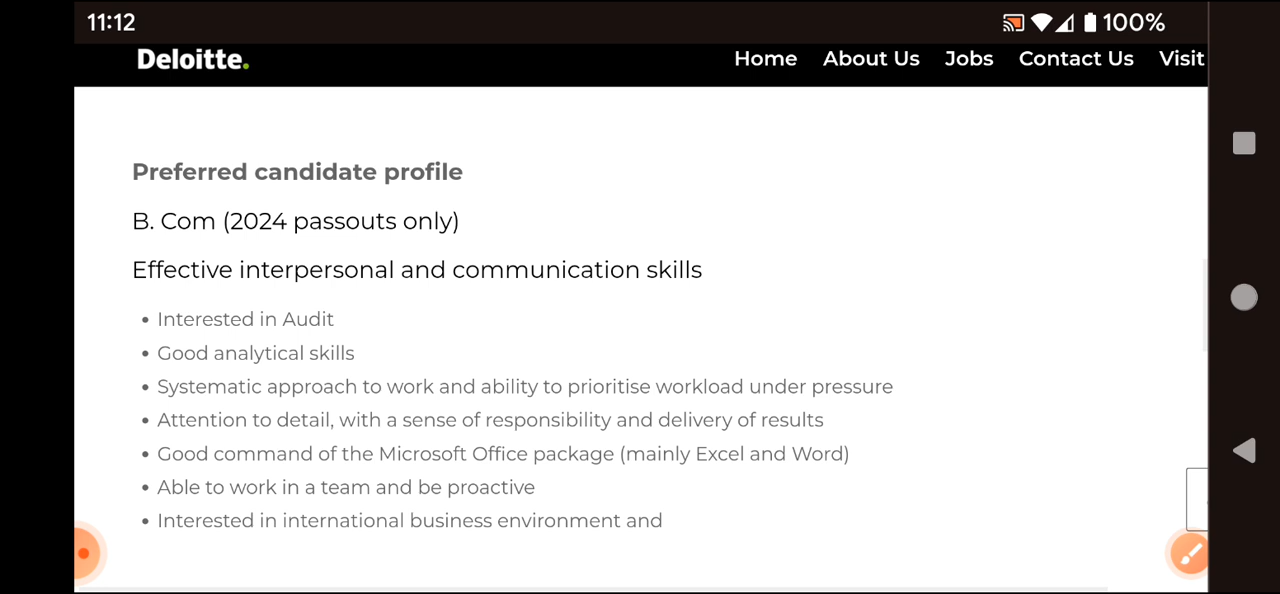 11:12
100%
Deloitte.
Home About Us Jobs Contact Us Visit
Preferred candidate profile
B. Com (2024 passouts only)
Effective interpersonal and communication skills
• Interested in Audit
• Good analytical skills
• Systematic approach to work and ability to prioritise workload under pressure
• Attention to detail, with a sense of responsibility and delivery of results
• Good command of the Microsoft Office package (mainly Excel and Word)
• Able to work in a team and be proactive
• Interested in international business environment and